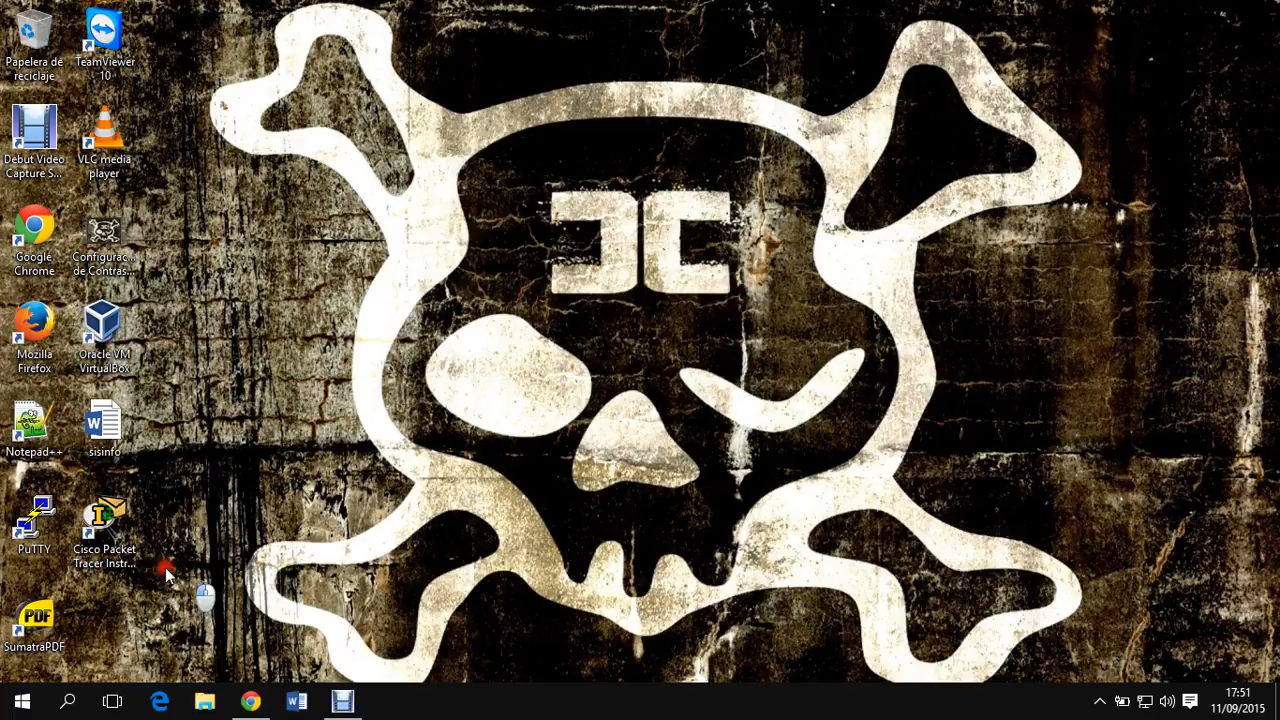 Papelera de
reciclaje
TeamViewer
10
Debut Video
Capture S...
VLC media
player
Google
Chrome
Configurac...
de Contras...
Mozilla
Firefox
Oracle VM
VirtualBox
Notepad++
sisinfo
PuTTY
Cisco Packet
Tracer Instr...
PDF
SumatraPDF
17:51
11/09/2015